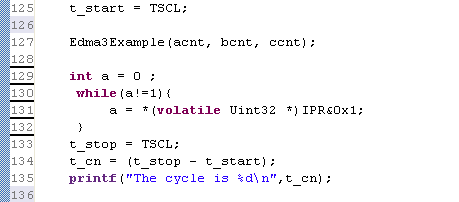 125 t_start = TSCL;
126
127 Edma3Example(acnt, bcnt, ccnt);
128
129 int a = 0 ;
130 while(a!=1){
131 a = *(volatile Uint32 *)IPR&0x1;
132 }
133 t_stop = TSCL;
134 t_cn = (t_stop - t_start);
135 printf("The cycle is %d\n",t_cn);
136